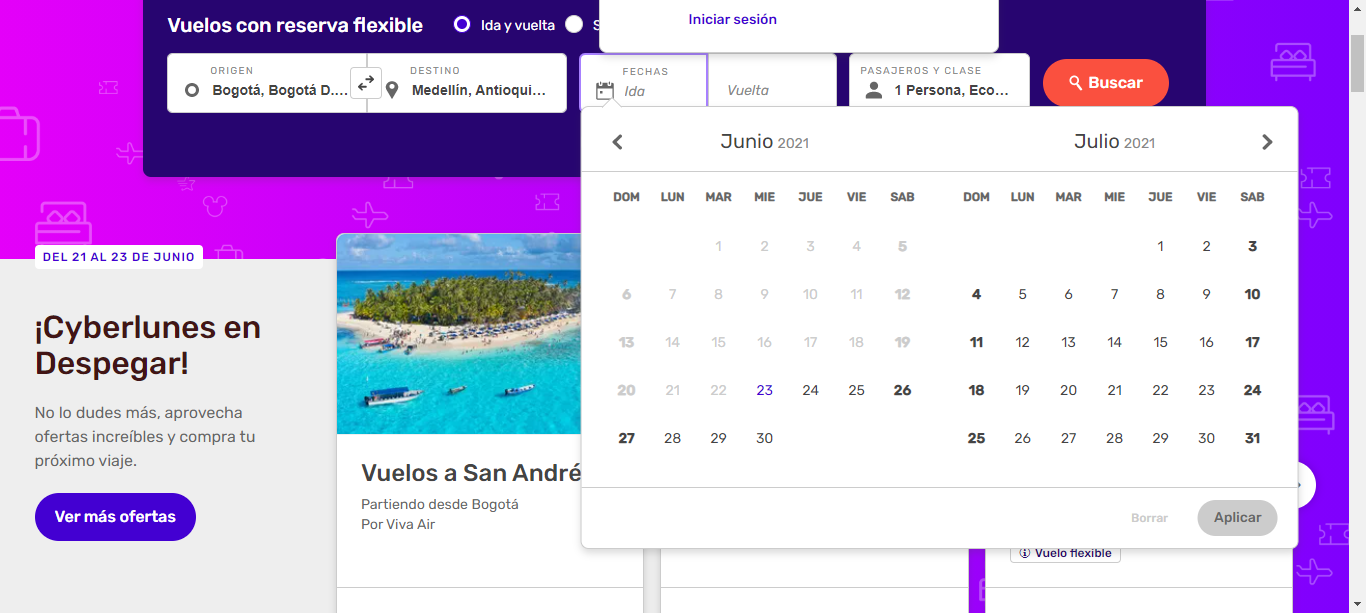 Iniciar sesión
Vuelos con reserva flexible
Ida y vuelta
ORIGEN
Bogotá, Bogotá D....
DESTINO
Medellín, Antioqui...
FECHAS
Ida
Vuelta
PASAJEROS Y CLASE
1 Persona, Eco...
Buscar
Junio 2021
DOM LUN MAR MIE JUE VIE SAB
1 2 3 4 5
6 7 8 9 10 11 12
13 14 15 16 17 18 19
20 21 22 23 24 25 26
27 28 29 30
Julio 2021
DOM LUN MAR MIE JUE VIE SAB
1 2 3
4 5 6 7 8 9 10
11 12 13 14 15 16 17
18 19 20 21 22 23 24
25 26 27 28 29 30 31
Borrar
Aplicar
DEL 21 AL 23 DE JUNIO
¡Cyberlunes en
Despegar!
No lo dudes más, aprovecha
ofertas increíbles y compra tu
próximo viaje.
Ver más ofertas
Vuelos a San André
Partiendo desde Bogotá
Por Viva Air
Vuelo flexible